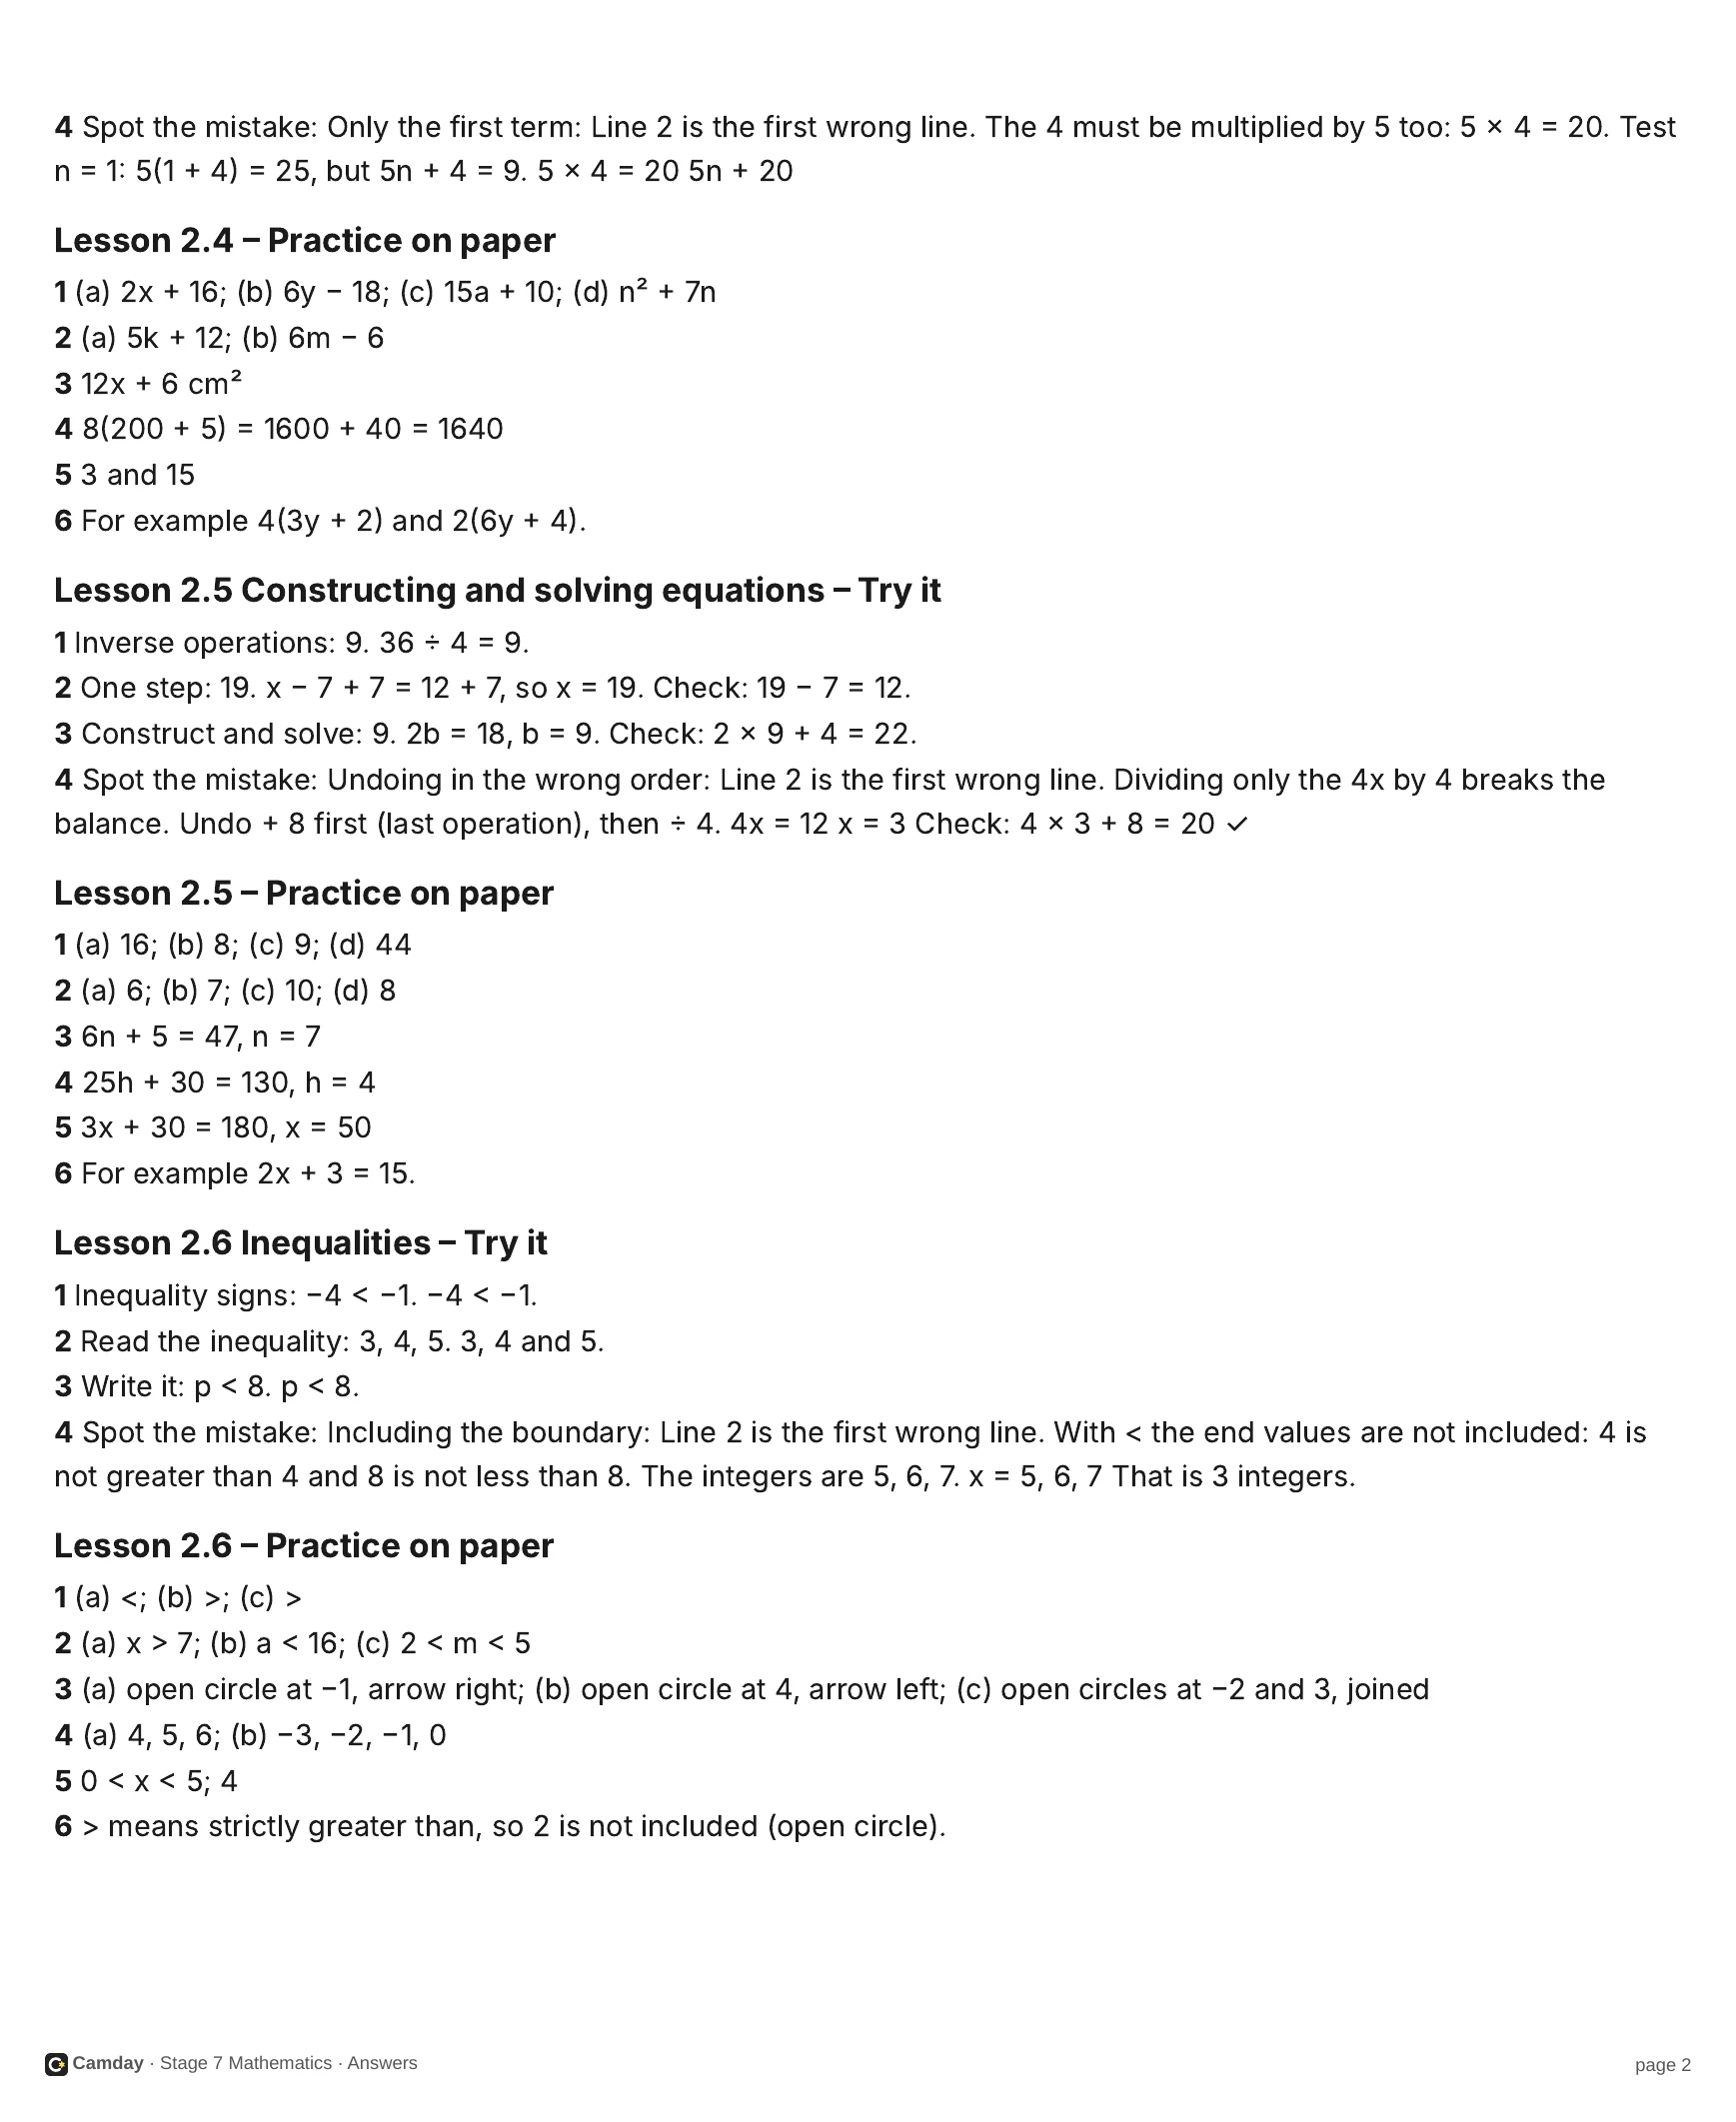 4 Spot the mistake: Only the first term: Line 2 is the first wrong line. The 4 must be multiplied by 5 too: 5 × 4 = 20. Test
n = 1: 5(1 + 4) = 25, but 5n + 4 = 9. 5 × 4 = 20 5n + 20
Lesson 2.4 – Practice on paper
1 (a) 2x + 16; (b) 6y − 18; (c) 15a + 10; (d) n² + 7n
2 (a) 5k + 12; (b) 6m − 6
3 12x + 6 cm²
4 8(200 + 5) = 1600 + 40 = 1640
5 3 and 15
6 For example 4(3y + 2) and 2(6y + 4).
Lesson 2.5 Constructing and solving equations – Try it
1 Inverse operations: 9. 36 ÷ 4 = 9.
2 One step: 19. x − 7 + 7 = 12 + 7, so x = 19. Check: 19 − 7 = 12.
3 Construct and solve: 9. 2b = 18, b = 9. Check: 2 × 9 + 4 = 22.
4 Spot the mistake: Undoing in the wrong order: Line 2 is the first wrong line. Dividing only the 4x by 4 breaks the
balance. Undo + 8 first (last operation), then ÷ 4. 4x = 12 x = 3 Check: 4 × 3 + 8 = 20 ✓
Lesson 2.5 – Practice on paper
1 (a) 16; (b) 8; (c) 9; (d) 44
2 (a) 6; (b) 7; (c) 10; (d) 8
3 6n + 5 = 47, n = 7
4 25h + 30 = 130, h = 4
5 3x + 30 = 180, x = 50
6 For example 2x + 3 = 15.
Lesson 2.6 Inequalities – Try it
1 Inequality signs: −4 < −1. −4 < −1.
2 Read the inequality: 3, 4, 5. 3, 4 and 5.
3 Write it: p < 8. p < 8.
4 Spot the mistake: Including the boundary: Line 2 is the first wrong line. With < the end values are not included: 4 is
not greater than 4 and 8 is not less than 8. The integers are 5, 6, 7. x = 5, 6, 7 That is 3 integers.
Lesson 2.6 – Practice on paper
1 (a) <; (b) >; (c) >
2 (a) x > 7; (b) a < 16; (c) 2 < m < 5
3 (a) open circle at −1, arrow right; (b) open circle at 4, arrow left; (c) open circles at −2 and 3, joined
4 (a) 4, 5, 6; (b) −3, −2, −1, 0
5 0 < x < 5; 4
6 > means strictly greater than, so 2 is not included (open circle).
Camday · Stage 7 Mathematics · Answers
page 2